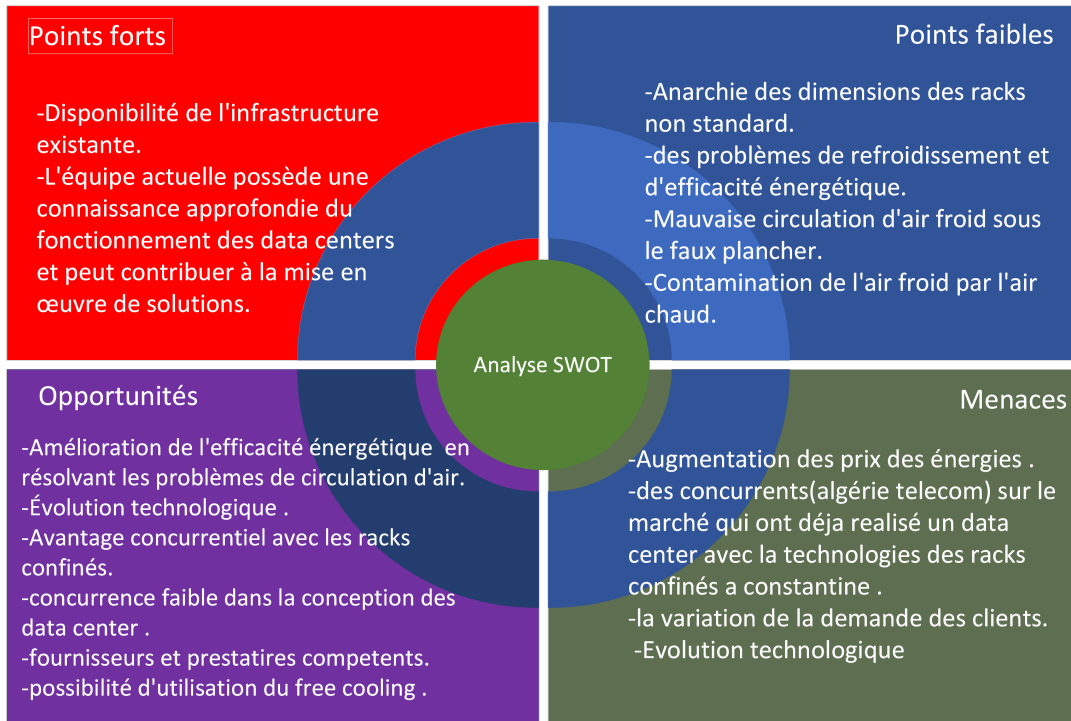 Points forts
-Disponibilité de l'infrastructure
existante.
-L'équipe actuelle possède une
connaissance approfondie du
fonctionnement des data centers
et peut contribuer à la mise en
œuvre de solutions.
Points faibles
-Anarchie des dimensions des racks
non standard.
-des problèmes de refroidissement et
d'efficacité énergétique.
-Mauvaise circulation d'air froid sous
le faux plancher.
-Contamination de l'air froid par l'air
chaud.
Analyse SWOT
Opportunités
-Amélioration de l'efficacité énergétique  en
résolvant les problèmes de circulation d'air.
-Évolution technologique .
-Avantage concurrentiel avec les racks
confinés.
-concurrence faible dans la conception des
data center .
-fournisseurs et prestatires competents.
-possibilité d'utilisation du free cooling .
Menaces
-Augmentation des prix des énergies .
-des concurrents(algérie telecom) sur le
marché qui ont déja realisé un data
center avec la technologies des racks
confinés a constantine .
-la variation de la demande des clients.
-Evolution technologique